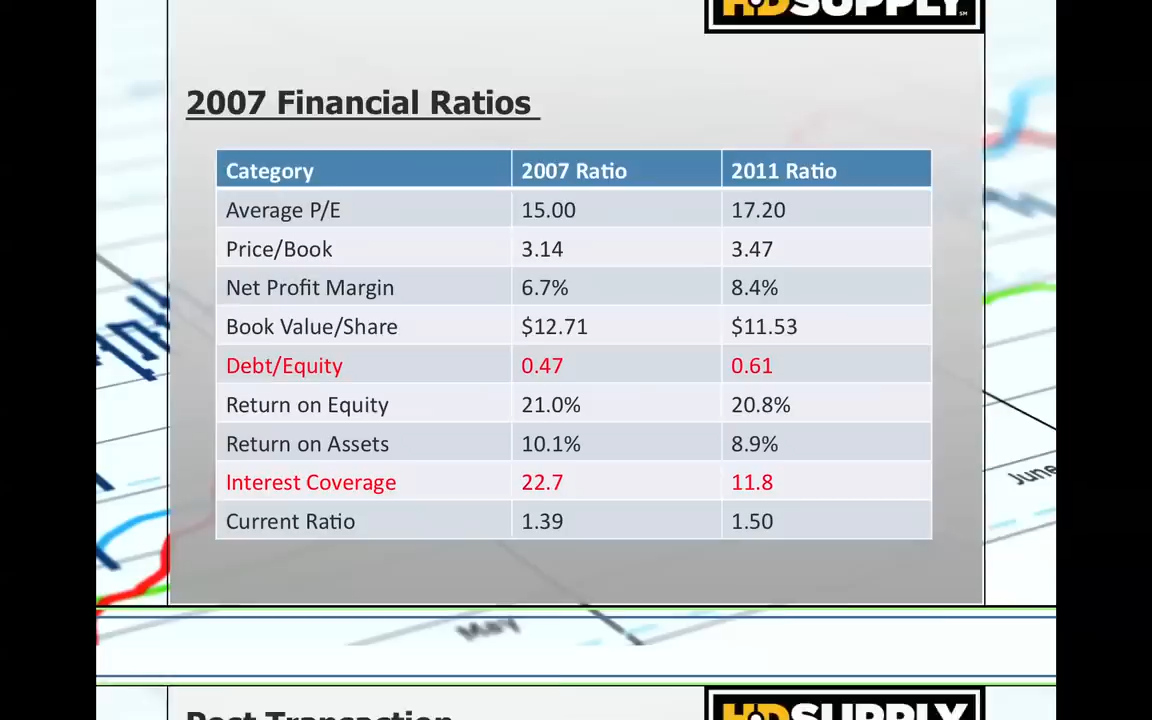 HDSUPPLY
2007 Financial Ratios
Category 2007 Ratio 2011 Ratio
Average P/E 15.00 17.20
Price/Book 3.14 3.47
Net Profit Margin 6.7% 8.4%
Book Value/Share $12.71 $11.53
Debt/Equity 0.47 0.61
Return on Equity 21.0% 20.8%
Return on Assets 10.1% 8.9%
Interest Coverage 22.7 11.8
Current Ratio 1.39 1.50
June
May
Post Transaction
HDSUPPLY